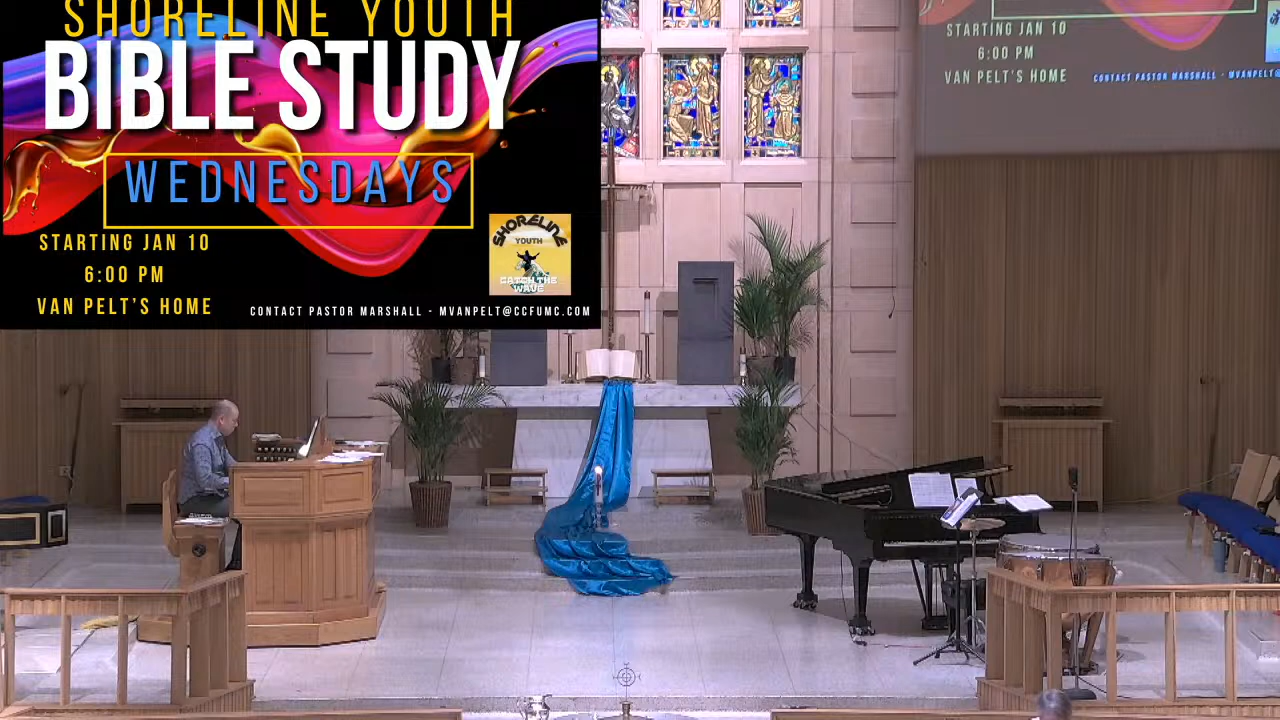 SHORELINE YOUTH
BIBLE STUDY
WEDNESDAYS
STARTING JAN 10
6:00 PM
VAN PELT'S HOME
SHORELINE
YOUTH
CATCH THE
WAVE
CONTACT PASTOR MARSHALL - MVANPELT@CCFUMC.COM
STARTING JAN 10
6:00 PM
VAN PELT'S HOME
CONTACT PASTOR MARSHALL - MVANPELT@